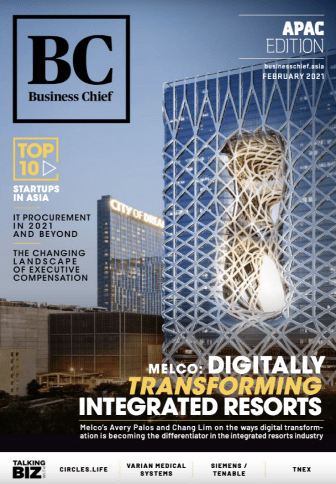 BC
Business Chief
APAC
EDITION
businesschief.asia
FEBRUARY 2021
TOP
10
STARTUPS
IN ASIA
IT PROCUREMENT
IN 2021
AND BEYOND
THE CHANGING
LANDSCAPE
OF EXECUTIVE
COMPENSATION
CITY OF DREAMS
MELCO: DIGITALLY
TRANSFORMING
INTEGRATED RESORTS
Melco's Avery Palos and Chang Lim on the ways digital transform-
ation is becoming the differentiator in the integrated resorts industry
TALKING
BIZ
CIRCLES.LIFE
VARIAN MEDICAL
SYSTEMS
SIEMENS /
TENABLE
TNEX